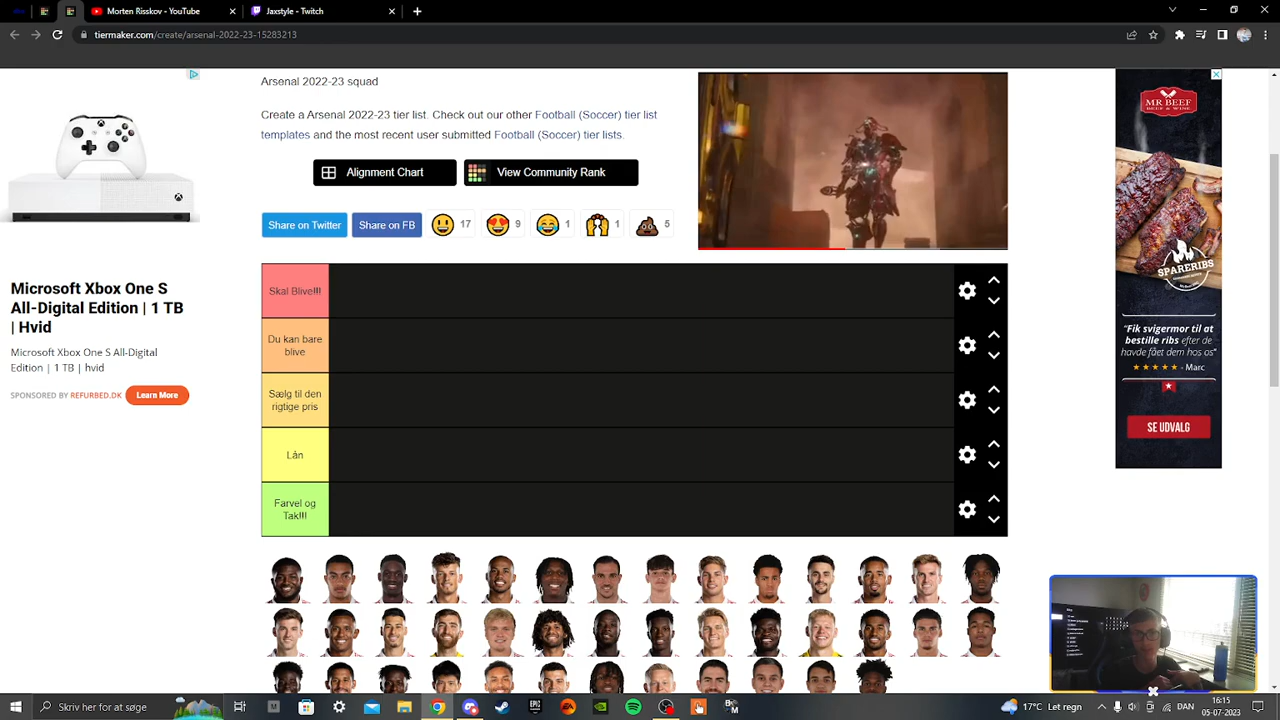 Morten Risskov - YouTube
Jaxstyle - Twitch
tiermaker.com/create/arsenal-2022-23-15283213
Arsenal 2022-23 squad
Create a Arsenal 2022-23 tier list. Check out our other Football (Soccer) tier list
templates and the most recent user submitted Football (Soccer) tier lists.
Alignment Chart
View Community Rank
Share on Twitter
Share on FB
17
9
1
1
5
Microsoft Xbox One S
All-Digital Edition | 1 TB
| Hvid
Microsoft Xbox One S All-Digital
Edition | 1 TB | hvid
SPONSORED BY REFURBED.DK
Learn More
Skal Blive!!!
Du kan bare
blive
Sælg til den
rigtige pris
Lån
Farvel og
Tak!!!
MR BEEF
BEEF & WINE
SPARERIBS
“Fik svigermor til at
bestille ribs efter de
havde fået dem hos os”
- Marc
SE UDVALG
Skriv her for at søge
17°C Let regn
DAN
16:15
05-07-2023